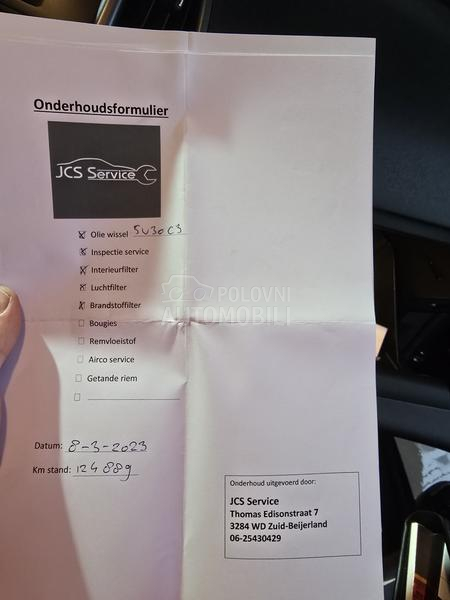 Onderhoudsformulier
JCS Service
☒ Olie wissel 5W30 C3
☒ Inspectie service
☒ Interieurfilter
☒ Luchtfilter
☒ Brandstoffilter
☐ Bougies
☐ Remvloeistof
☐ Airco service
☐ Getande riem
☐
POLOVNI
AUTOMOBILI
Datum: 8-3-2023
Km stand: 124889
Onderhoud uitgevoerd door:
JCS Service
Thomas Edisonstraat 7
3284 WD Zuid-Beijerland
06-25430429